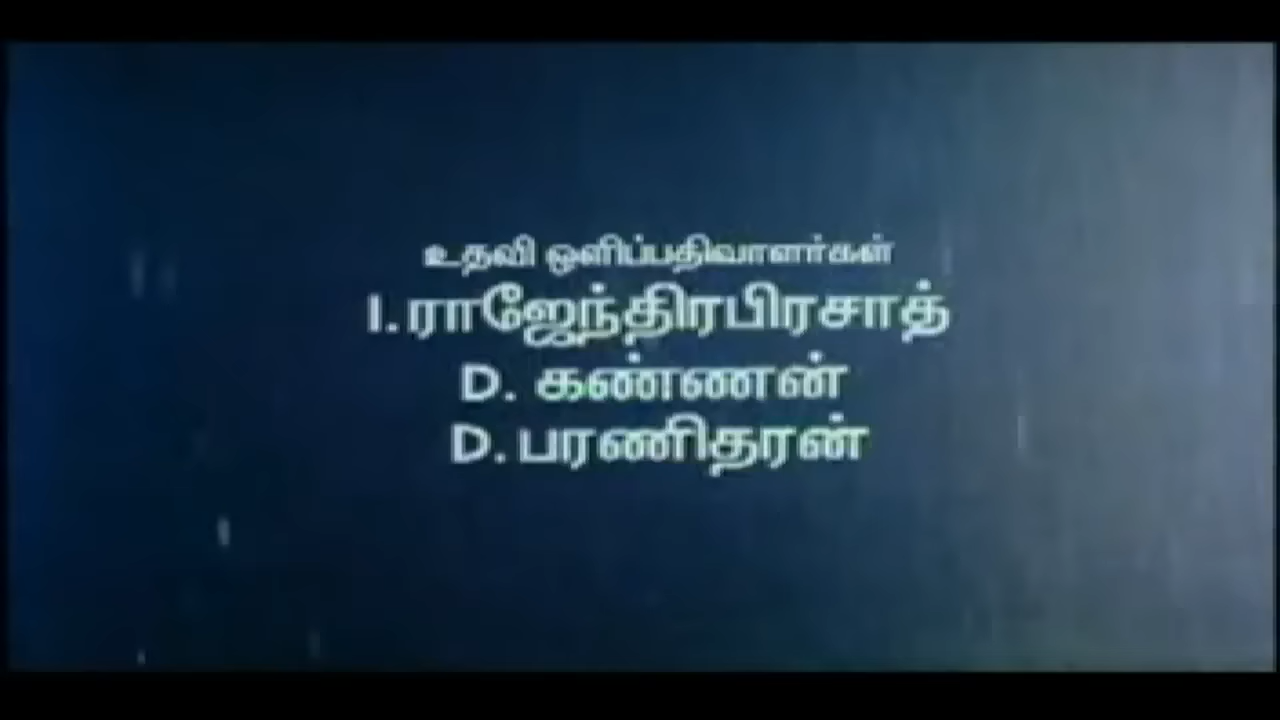 உதவி ஒளிப்பதிவாளர்கள்
I. ராஜேந்திரபிரசாத்
D. கண்ணன்
D. பரணிதரன்